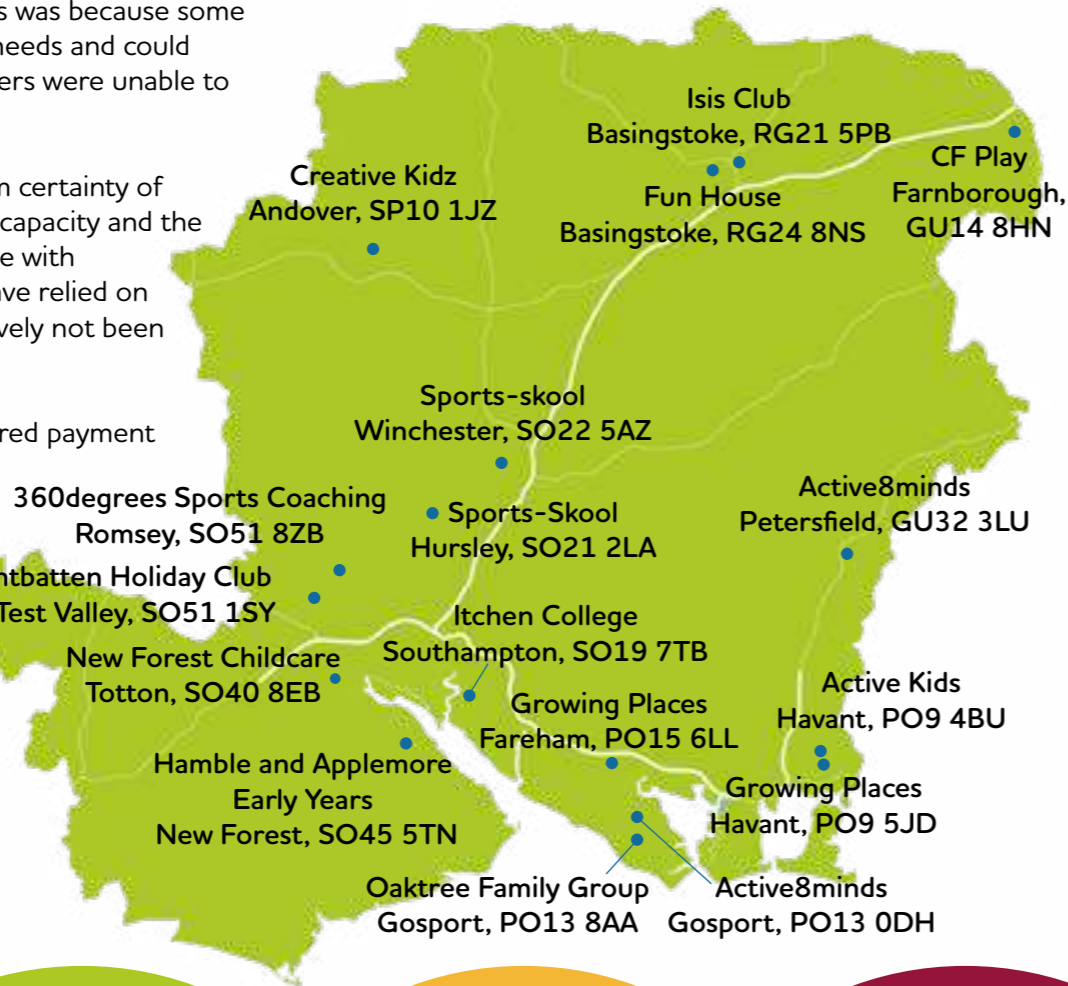 s was because some
needs and could
ers were unable to
m certainty of
capacity and the
e with
ve relied on
vely not been
red payment
Isis Club
Basingstoke, RG21 5PB
Fun House
Basingstoke, RG24 8NS
CF Play
Farnborough,
GU14 8HN
Creative Kidz
Andover, SP10 1JZ
Sports-skool
Winchester, SO22 5AZ
360degrees Sports Coaching
Romsey, SO51 8ZB
Sports-Skool
Hursley, SO21 2LA
Active8minds
Petersfield, GU32 3LU
ntbatten Holiday Club
Test Valley, SO51 1SY
Itchen College
Southampton, SO19 7TB
New Forest Childcare
Totton, SO40 8EB
Growing Places
Fareham, PO15 6LL
Active Kids
Havant, PO9 4BU
Hamble and Applemore
Early Years
New Forest, SO45 5TN
Growing Places
Havant, PO9 5JD
Oaktree Family Group
Gosport, PO13 8AA
Active8minds
Gosport, PO13 0DH